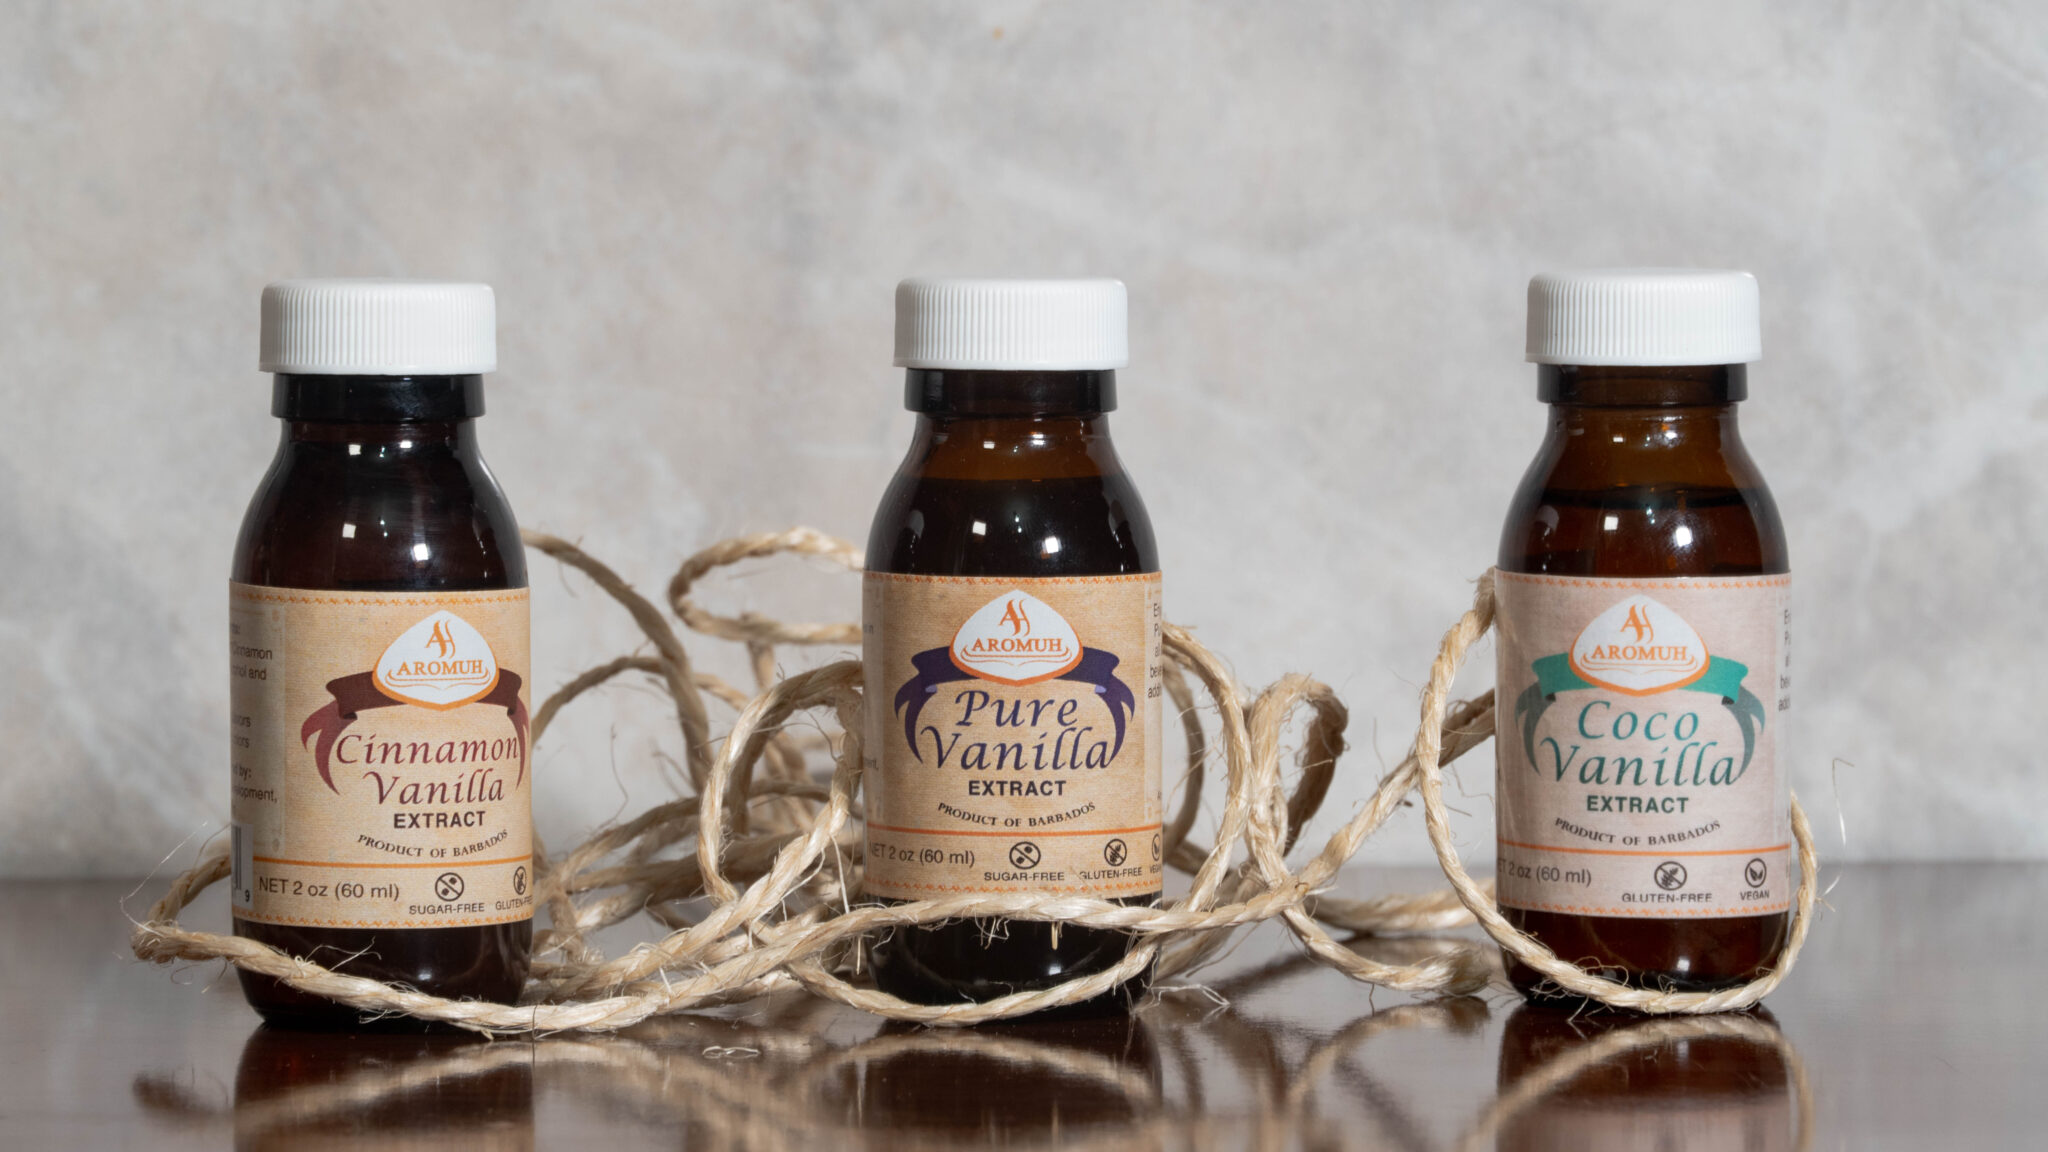 AROMUH
Cinnamon
Vanilla
EXTRACT
PRODUCT OF BARBADOS
NET 2 oz (60 ml)
SUGAR-FREE
9
AROMUH
Pure
Vanilla
EXTRACT
PRODUCT OF BARBADOS
NET 2 oz (60 ml)
SUGAR-FREE GLUTEN-FREE
AROMUH
Coco
Vanilla
EXTRACT
PRODUCT OF BARBADOS
2 oz (60 ml)
GLUTEN-FREE VEGAN